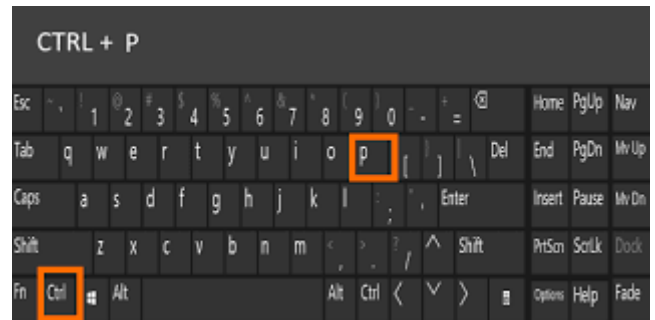 CTRL + P
Esc ~ ` ! 1 @ 2 # 3 $ 4 % 5 ^ 6 & 7 * 8 ( 9 ) 0 - + = Home PgUp Nav
Tab q w e r t y u i o p [ ] \ Del End PgDn Mv Up
Caps a s d f g h j k l : ; " ' Enter Insert Pause Mv Dn
Shift z x c v b n m < , > . ? / Shift PrtScn ScrLk Dock
Fn Ctrl Alt Alt Ctrl Options Help Fade